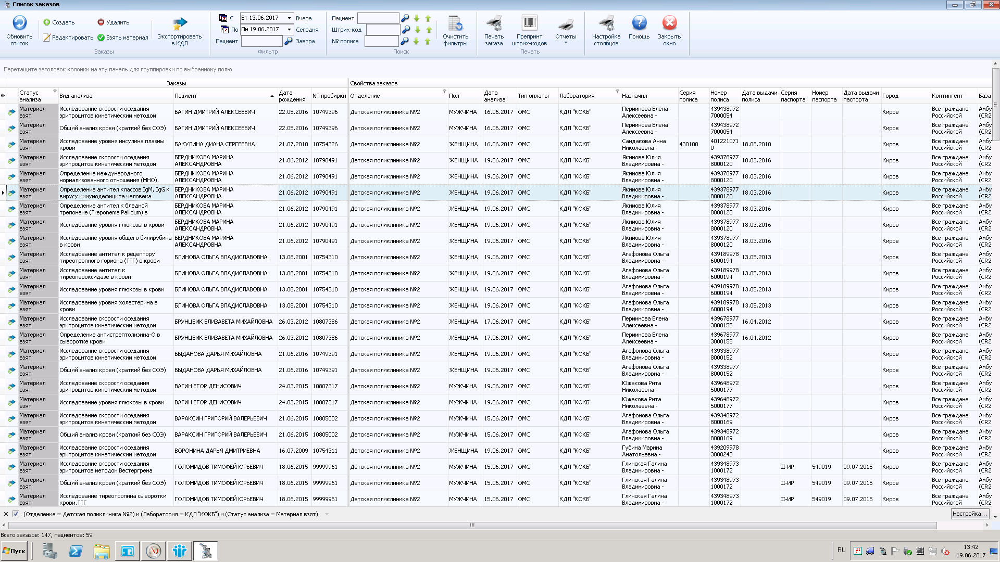 Список заказов
Обновить список
Создать
Редактировать
Удалить
Взять материал
Заказы
Экспортировать в КДЛ
С Вт 13.06.2017 Вчера
По Пн 19.06.2017 Сегодня
Пациент Завтра
Фильтр
Пациент
Штрих-код
№ полиса
Поиск
Очистить фильтры
Печать заказа
Препринт штрих-кодов
Отчеты
Печать
Настройка столбцов
Помощь
Закрыть окно
Перетащите заголовок колонки на эту панель для группировки по выбранному полю
Заказы Свойства заказов
Статус анализа Вид анализа Пациент Дата рождения № пробирки Отделение Пол Дата анализа Тип оплаты Лаборатория Назначил Серия полиса Номер полиса Дата выдачи полиса Серия паспорта Номер паспорта Дата выдачи паспорта Город Контингент База
Материал взят Исследование скорости оседания эритроцитов кинетическим методом БАГИН ДМИТРИЙ АЛЕКСЕЕВИЧ 22.05.2016 10749396 Детская поликлиника №2 МУЖЧИНА 16.06.2017 ОМС КДЛ "КОКБ" Перминова Елена Алексеевна - 439438972 7000054 Киров Все граждане Российской Амбу (CR2
Материал взят Общий анализ крови (краткий без СОЭ) БАГИН ДМИТРИЙ АЛЕКСЕЕВИЧ 22.05.2016 10749396 Детская поликлиника №2 МУЖЧИНА 16.06.2017 ОМС КДЛ "КОКБ" Перминова Елена Алексеевна - 439438972 7000054 Киров Все граждане Российской Амбу (CR2
Материал взят Исследование уровня инсулина плазмы крови БАКУЛИНА ДИАНА СЕРГЕЕВНА 21.07.2010 10754326 Детская поликлиника №2 ЖЕНЩИНА 16.06.2017 ОМС КДЛ "КОКБ" Сандакова Анна Николаевна - 430100 401221071 0 18.08.2010 Киров Все граждане Российской Амбу (CR2
Материал взят Исследование скорости оседания эритроцитов кинетическим методом БЕРДНИКОВА МАРИНА АЛЕКСАНДРОВНА 21.06.2012 10790491 Детская поликлиника №2 ЖЕНЩИНА 19.06.2017 ОМС КДЛ "КОКБ" Якимова Юлия Владимировна - 439378977 8000120 18.03.2016 Киров Все граждане Российской Амбу (CR2
Материал взят Определение международного нормализованного отношения (МНО). БЕРДНИКОВА МАРИНА АЛЕКСАНДРОВНА 21.06.2012 10790491 Детская поликлиника №2 ЖЕНЩИНА 19.06.2017 ОМС КДЛ "КОКБ" Якимова Юлия Владимировна - 439378977 8000120 18.03.2016 Киров Все граждане Российской Амбу (CR2
Материал взят Определение антител классов IgM, IgG к вирусу иммунодефицита человека БЕРДНИКОВА МАРИНА АЛЕКСАНДРОВНА 21.06.2012 10790491 Детская поликлиника №2 ЖЕНЩИНА 19.06.2017 ОМС КДЛ "КОКБ" Якимова Юлия Владимировна - 439378977 8000120 18.03.2016 Киров Все граждане Российской Амбу (CR2
Материал взят Определение антител к бледной трепонеме (Treponema Pallidum) в БЕРДНИКОВА МАРИНА АЛЕКСАНДРОВНА 21.06.2012 10790491 Детская поликлиника №2 ЖЕНЩИНА 19.06.2017 ОМС КДЛ "КОКБ" Якимова Юлия Владимировна - 439378977 8000120 18.03.2016 Киров Все граждане Российской Амбу (CR2
Материал взят Исследование уровня глюкозы в крови БЕРДНИКОВА МАРИНА АЛЕКСАНДРОВНА 21.06.2012 10790491 Детская поликлиника №2 ЖЕНЩИНА 19.06.2017 ОМС КДЛ "КОКБ" Якимова Юлия Владимировна - 439378977 8000120 18.03.2016 Киров Все граждане Российской Амбу (CR2
Материал взят Исследование уровня общего билирубина в крови БЕРДНИКОВА МАРИНА АЛЕКСАНДРОВНА 21.06.2012 10790491 Детская поликлиника №2 ЖЕНЩИНА 19.06.2017 ОМС КДЛ "КОКБ" Якимова Юлия Владимировна - 439378977 8000120 18.03.2016 Киров Все граждане Российской Амбу (CR2
Материал взят Исследование антител к рецептору тиреотропного гормона (ТТГ) в крови БЛИНОВА ОЛЬГА ВЛАДИСЛАВОВНА 13.08.2001 10754310 Детская поликлиника №2 ЖЕНЩИНА 19.06.2017 ОМС КДЛ "КОКБ" Агафонова Ольга Владимировна - 439189978 6000194 13.05.2013 Киров Все граждане Российской Амбу (CR2
Материал взят Исследование антител к тиреопероксидазе в крови БЛИНОВА ОЛЬГА ВЛАДИСЛАВОВНА 13.08.2001 10754310 Детская поликлиника №2 ЖЕНЩИНА 19.06.2017 ОМС КДЛ "КОКБ" Агафонова Ольга Владимировна - 439189978 6000194 13.05.2013 Киров Все граждане Российской Амбу (CR2
Материал взят Исследование уровня глюкозы в крови БЛИНОВА ОЛЬГА ВЛАДИСЛАВОВНА 13.08.2001 10754310 Детская поликлиника №2 ЖЕНЩИНА 19.06.2017 ОМС КДЛ "КОКБ" Агафонова Ольга Владимировна - 439189978 6000194 13.05.2013 Киров Все граждане Российской Амбу (CR2
Материал взят Исследование уровня холестерина в крови БЛИНОВА ОЛЬГА ВЛАДИСЛАВОВНА 13.08.2001 10754310 Детская поликлиника №2 ЖЕНЩИНА 19.06.2017 ОМС КДЛ "КОКБ" Агафонова Ольга Владимировна - 439189978 6000194 13.05.2013 Киров Все граждане Российской Амбу (CR2
Материал взят Исследование скорости оседания эритроцитов кинетическим методом БРУНЦВИК ЕЛИЗАВЕТА МИХАЙЛОВНА 26.03.2012 10807386 Детская поликлиника №2 ЖЕНЩИНА 17.06.2017 ОМС КДЛ "КОКБ" Перминова Елена Алексеевна - 439678977 3000155 16.04.2012 Киров Все граждане Российской Амбу (CR2
Материал взят Определение антистрептолизина-О в сыворотке крови БРУНЦВИК ЕЛИЗАВЕТА МИХАЙЛОВНА 26.03.2012 10807386 Детская поликлиника №2 ЖЕНЩИНА 17.06.2017 ОМС КДЛ "КОКБ" Перминова Елена Алексеевна - 439678977 3000155 16.04.2012 Киров Все граждане Российской Амбу (CR2
Материал взят Исследование скорости оседания эритроцитов кинетическим методом БЫДАНОВА ДАРЬЯ МИХАЙЛОВНА 21.06.2016 10749391 Детская поликлиника №2 ЖЕНЩИНА 19.06.2017 ОМС КДЛ "КОКБ" Агафонова Ольга Владимировна - 439338978 8000152 Киров Все граждане Российской Амбу (CR2
Материал взят Общий анализ крови (краткий без СОЭ) БЫДАНОВА ДАРЬЯ МИХАЙЛОВНА 21.06.2016 10749391 Детская поликлиника №2 ЖЕНЩИНА 19.06.2017 ОМС КДЛ "КОКБ" Агафонова Ольга Владимировна - 439338978 8000152 Киров Все граждане Российской Амбу (CR2
Материал взят Исследование скорости оседания эритроцитов кинетическим методом ВАГИН ЕГОР ДЕНИСОВИЧ 24.03.2015 10807317 Детская поликлиника №2 МУЖЧИНА 19.06.2017 ОМС КДЛ "КОКБ" Южакова Рита Николаевна - 439648972 5000177 Киров Все граждане Российской Амбу (CR2
Материал взят Исследование уровня глюкозы в крови ВАГИН ЕГОР ДЕНИСОВИЧ 24.03.2015 10807317 Детская поликлиника №2 МУЖЧИНА 19.06.2017 ОМС КДЛ "КОКБ" Южакова Рита Николаевна - 439648972 5000177 Киров Все граждане Российской Амбу (CR2
Материал взят Исследование скорости оседания эритроцитов кинетическим методом ВАРАКСИН ГРИГОРИЙ ВАЛЕРЬЕВИЧ 21.06.2015 10805002 Детская поликлиника №2 МУЖЧИНА 15.06.2017 ОМС КДЛ "КОКБ" Агафонова Ольга Владимировна - 439348972 8000169 Киров Все граждане Российской Амбу (CR2
Материал взят Общий анализ крови (краткий без СОЭ) ВАРАКСИН ГРИГОРИЙ ВАЛЕРЬЕВИЧ 21.06.2015 10805002 Детская поликлиника №2 МУЖЧИНА 15.06.2017 ОМС КДЛ "КОКБ" Агафонова Ольга Владимировна - 439348972 8000169 Киров Все граждане Российской Амбу (CR2
Материал взят Исследование скорости оседания эритроцитов кинетическим методом ВОРОНИНА ДАРЬЯ ДМИТРИЕВНА 16.07.2009 10754311 Детская поликлиника №2 ЖЕНЩИНА 19.06.2017 ОМС КДЛ "КОКБ" Губина Марина Анатольевна - 439209978 3000243 Киров Все граждане Российской Амбу (CR2
Материал взят Исследование скорости оседания эритроцитов методом Вестергрена ГОЛОМИДОВ ТИМОФЕЙ ЮРЬЕВИЧ 18.06.2015 99999961 Детская поликлиника №2 МУЖЧИНА 15.06.2017 ОМС КДЛ "КОКБ" Глинская Галина Владимировна - 439348973 1000172 II-ИР 549019 09.07.2015 Киров Все граждане Российской Амбу (CR2
Материал взят Общий анализ крови (краткий без СОЭ) ГОЛОМИДОВ ТИМОФЕЙ ЮРЬЕВИЧ 18.06.2015 99999961 Детская поликлиника №2 МУЖЧИНА 15.06.2017 ОМС КДЛ "КОКБ" Глинская Галина Владимировна - 439348973 1000172 II-ИР 549019 09.07.2015 Киров Все граждане Российской Амбу (CR2
Материал взят Исследование тиреотропина сыворотки крови.ТТГ ГОЛОМИДОВ ТИМОФЕЙ ЮРЬЕВИЧ 18.06.2015 99999961 Детская поликлиника №2 МУЖЧИНА 15.06.2017 ОМС КДЛ "КОКБ" Глинская Галина Владимировна - 439348973 1000172 II-ИР 549019 09.07.2015 Киров Все граждане Российской Амбу (CR2
(Отделение = Детская поликлиника №2) и (Лаборатория = КДЛ "КОКБ") и (Статус анализа = Материал взят) Настройка...
Всего заказов: 147, пациентов: 59
Пуск RU 13:42
19.06.2017